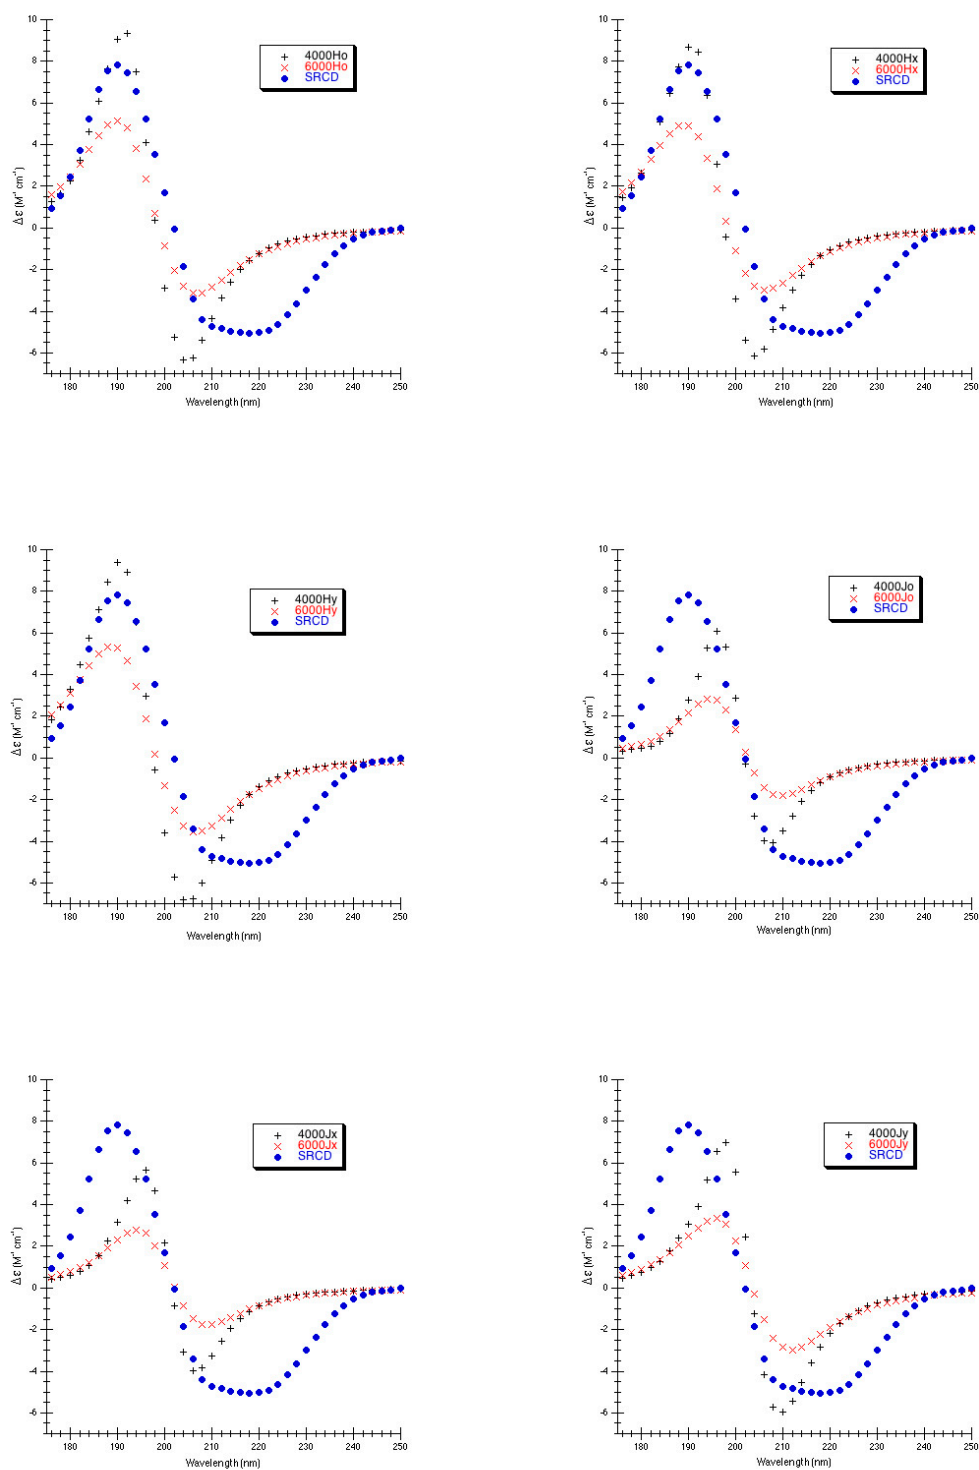 10
8
6
4
2
0
-2
-4
-6
Δ ε (M⁻¹ cm⁻¹)
4000Ho
6000Ho
SRCD
180 190 200 210 220 230 240 250
Wavelength (nm)
10
8
6
4
2
0
-2
-4
-6
Δ ε (M⁻¹ cm⁻¹)
4000Hx
6000Hx
SRCD
180 190 200 210 220 230 240 250
Wavelength (nm)
10
8
6
4
2
0
-2
-4
-6
Δ ε (M⁻¹ cm⁻¹)
4000Hy
6000Hy
SRCD
180 190 200 210 220 230 240 250
Wavelength (nm)
10
8
6
4
2
0
-2
-4
-6
Δ ε (M⁻¹ cm⁻¹)
4000Jo
6000Jo
SRCD
180 190 200 210 220 230 240 250
Wavelength (nm)
10
8
6
4
2
0
-2
-4
-6
Δ ε (M⁻¹ cm⁻¹)
4000Jx
6000Jx
SRCD
180 190 200 210 220 230 240 250
Wavelength (nm)
10
8
6
4
2
0
-2
-4
-6
Δ ε (M⁻¹ cm⁻¹)
4000Jy
6000Jy
SRCD
180 190 200 210 220 230 240 250
Wavelength (nm)